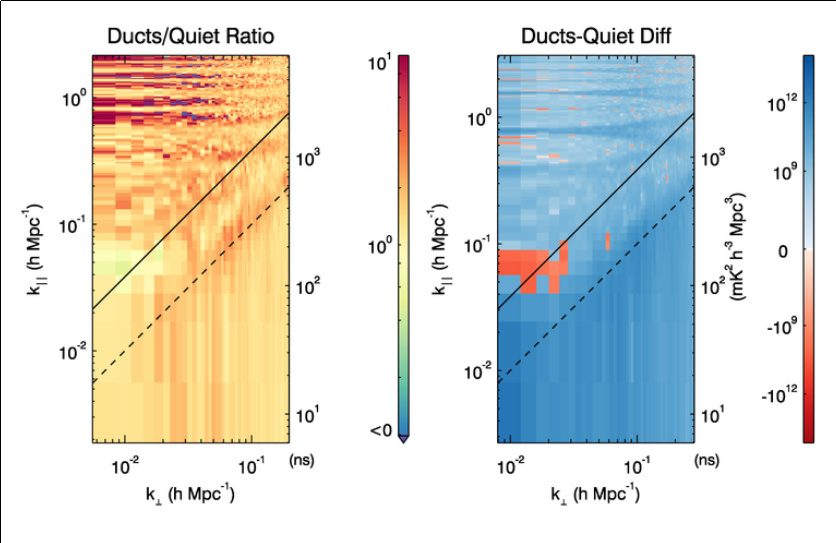 Ducts/Quiet Ratio
10¹
10⁰
<0
10⁰
10⁻¹
10⁻²
k|| (h Mpc⁻¹)
10³
10²
10¹
10⁻²
10⁻¹
(ns)
k⊥ (h Mpc⁻¹)
Ducts-Quiet Diff
10⁰
10⁻¹
10⁻²
k|| (h Mpc⁻¹)
10³
10²
10¹
10⁻²
10⁻¹
(ns)
k⊥ (h Mpc⁻¹)
(mK² h⁻³ Mpc³)
10¹²
10⁹
0
-10⁹
-10¹²